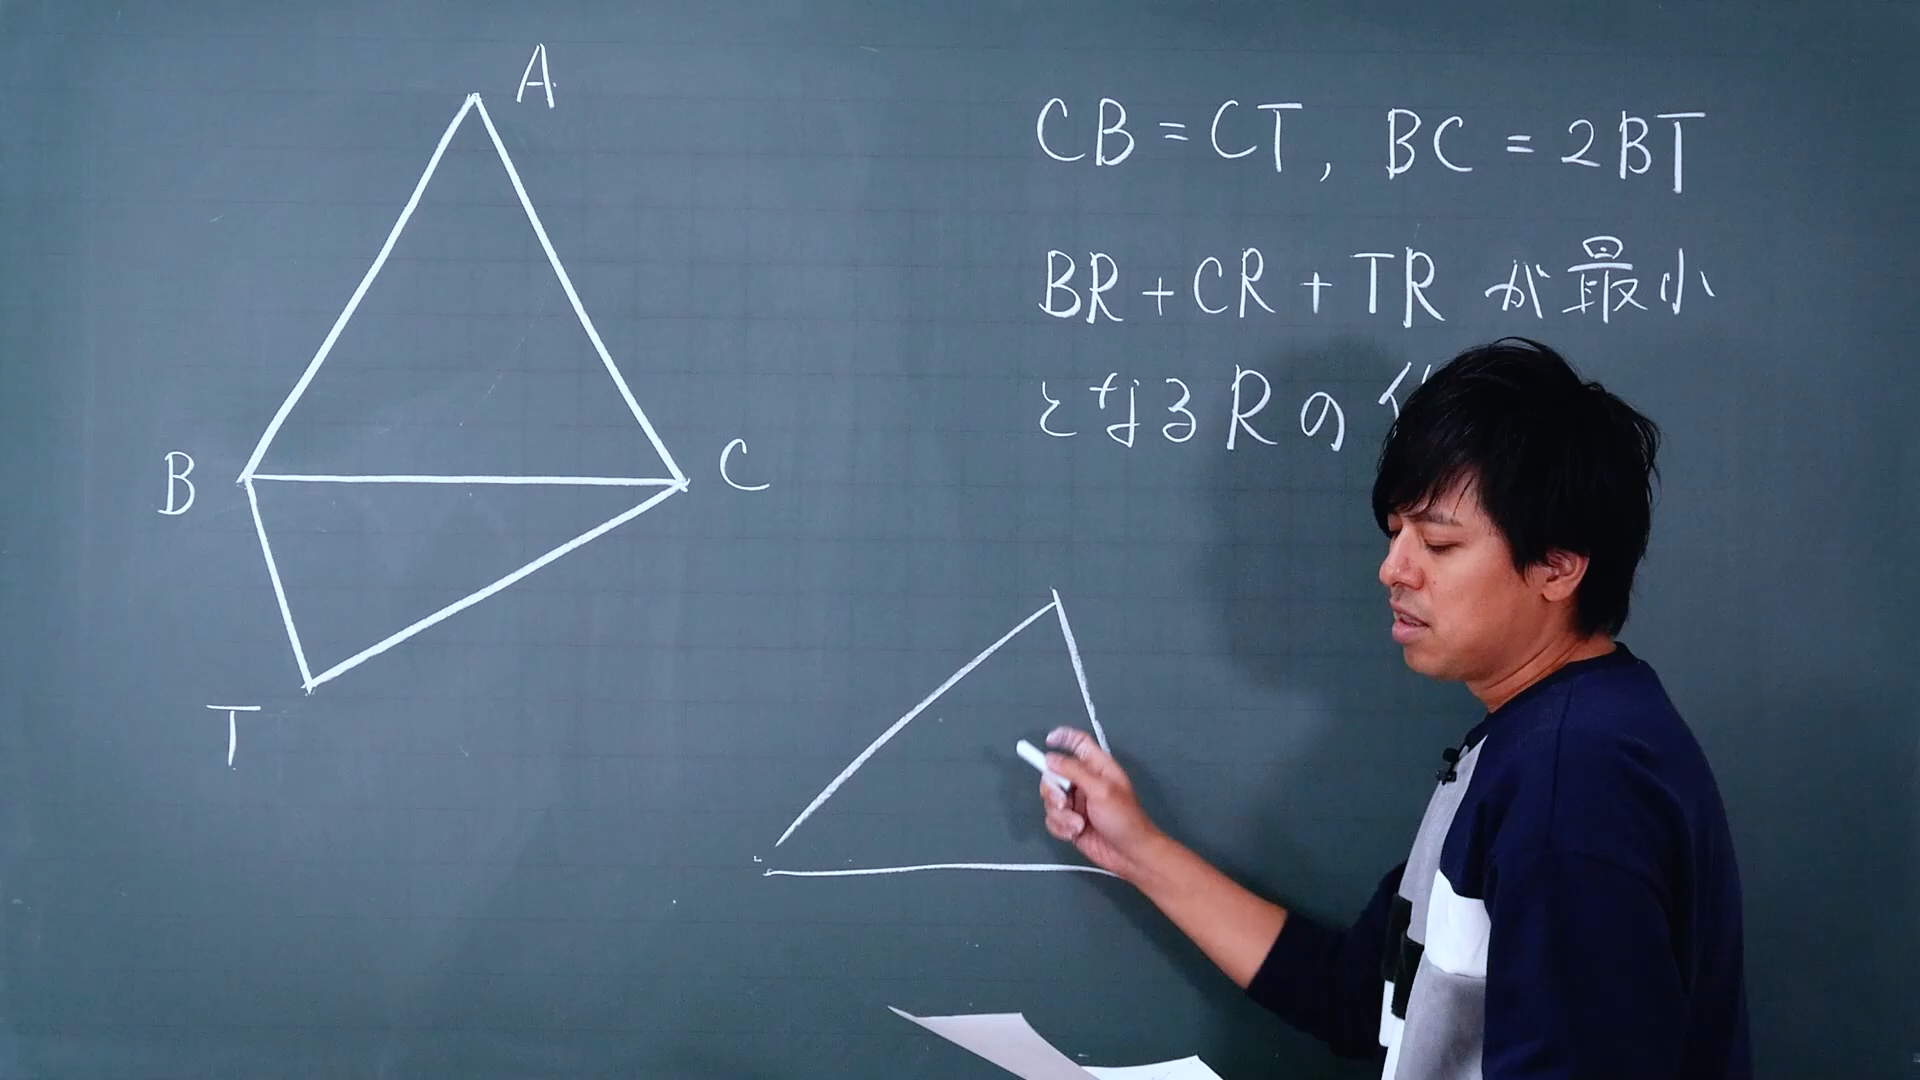 A
B
C
T
CB = CT, BC = 2BT
BR + CR + TR が最小
となるRの